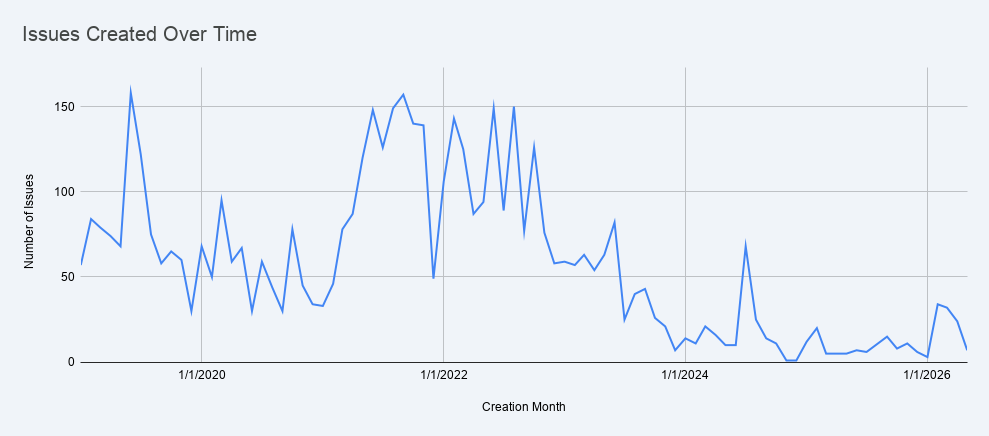 Issues Created Over Time
Number of Issues
150
100
50
0
1/1/2020
1/1/2022
1/1/2024
1/1/2026
Creation Month